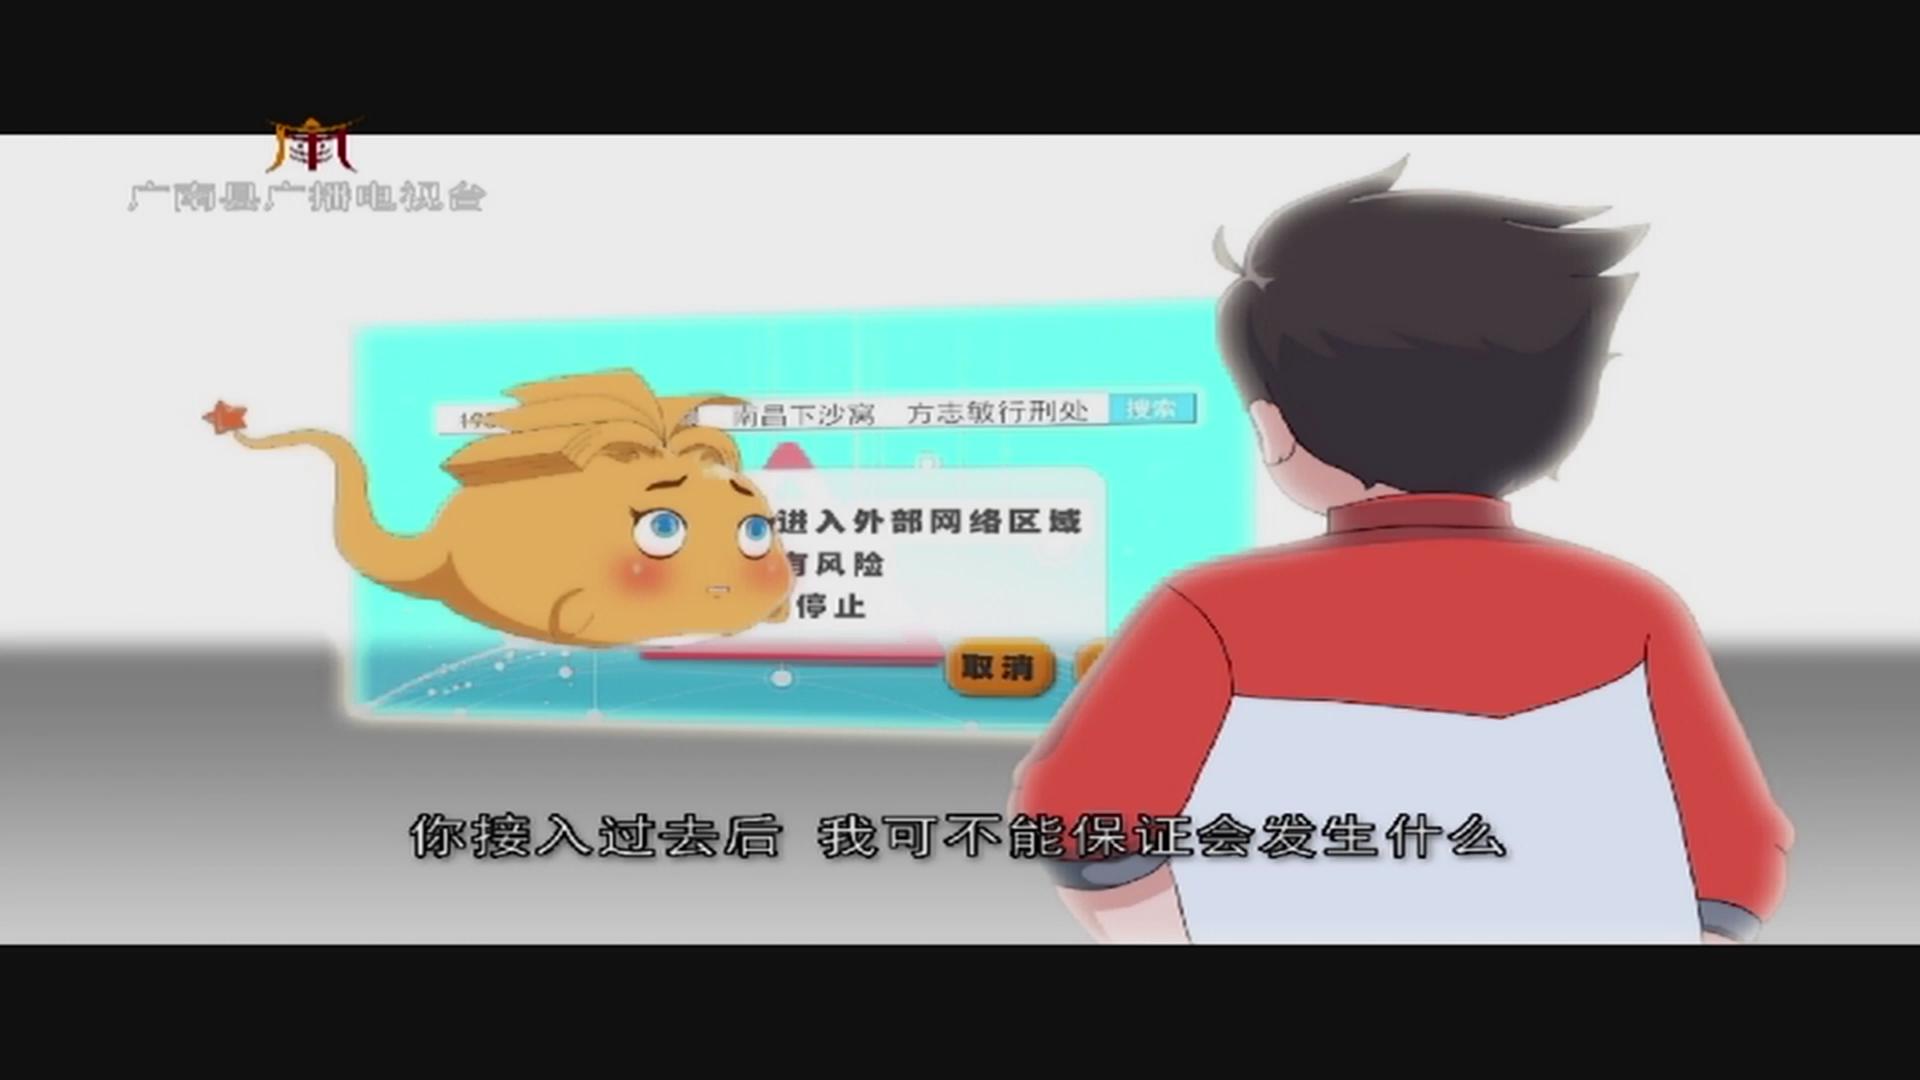 广南县广播电视台
南昌下沙窝 方志敏行刑处 搜索
进入外部网络区域
有风险
停止
取消
你接入过去后 我可不能保证会发生什么